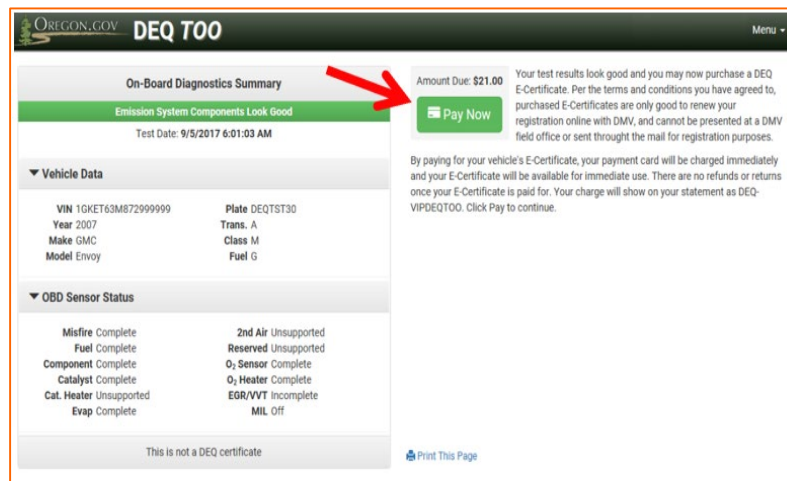 OREGON.GOV DEQ TOO
Menu
On-Board Diagnostics Summary
Emission System Components Look Good
Test Date: 9/5/2017 6:01:03 AM
Vehicle Data
VIN 1GKET63M872999999 Plate DEQTST30
Year 2007 Trans. A
Make GMC Class M
Model Envoy Fuel G
OBD Sensor Status
Misfire Complete 2nd Air Unsupported
Fuel Complete Reserved Unsupported
Component Complete O₂ Sensor Complete
Catalyst Complete O₂ Heater Complete
Cat. Heater Unsupported EGR/VVT Incomplete
Evap Complete MIL Off
This is not a DEQ certificate
Amount Due: $21.00
Pay Now
Your test results look good and you may now purchase a DEQ
E-Certificate. Per the terms and conditions you have agreed to,
purchased E-Certificates are only good to renew your
registration online with DMV, and cannot be presented at a DMV
field office or sent throught the mail for registration purposes.
By paying for your vehicle's E-Certificate, your payment card will be charged immediately
and your E-Certificate will be available for immediate use. There are no refunds or returns
once your E-Certificate is paid for. Your charge will show on your statement as DEQ-
VIPDEQTOO. Click Pay to continue.
Print This Page